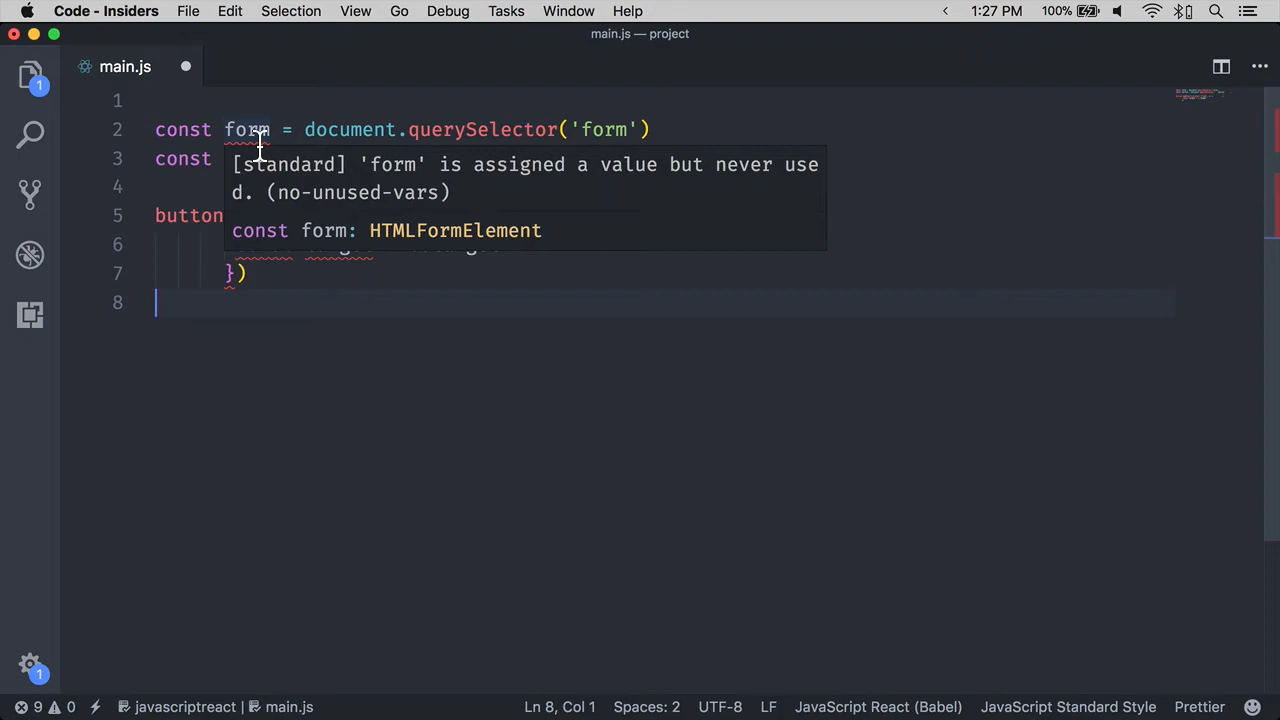 Code - Insiders File Edit Selection View Go Debug Tasks Window Help 1:27 PM 100%
main.js — project
1
main.js
1
2 const form = document.querySelector('form')
3 const
[standard] 'form' is assigned a value but never use
d. (no-unused-vars)
const form: HTMLFormElement
4
5 button
6
7 })
8
1
9 0 javascriptreact main.js Ln 8, Col 1 Spaces: 2 UTF-8 LF JavaScript React (Babel) JavaScript Standard Style Prettier